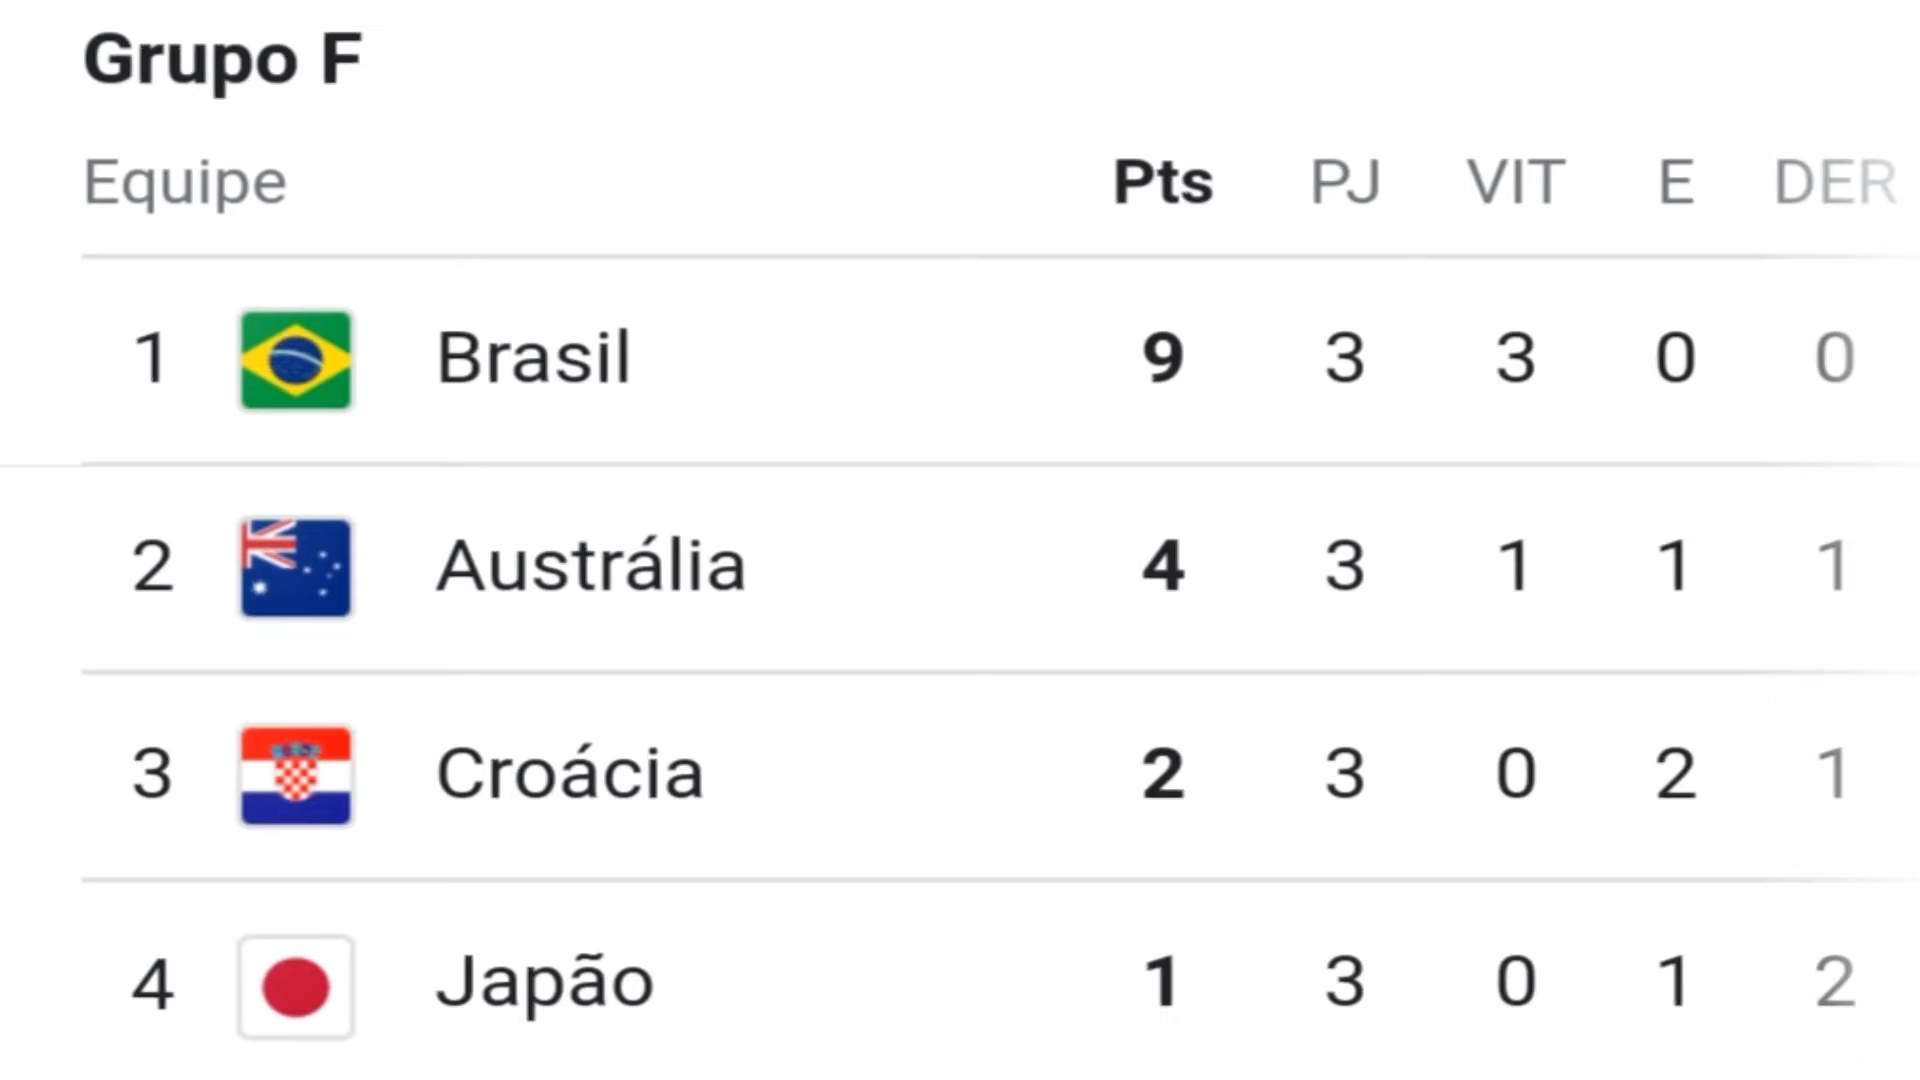 Grupo F
Equipe Pts PJ VIT E DER
1 Brasil 9 3 3 0 0
2 Austrália 4 3 1 1 1
3 Croácia 2 3 0 2 1
4 Japão 1 3 0 1 2